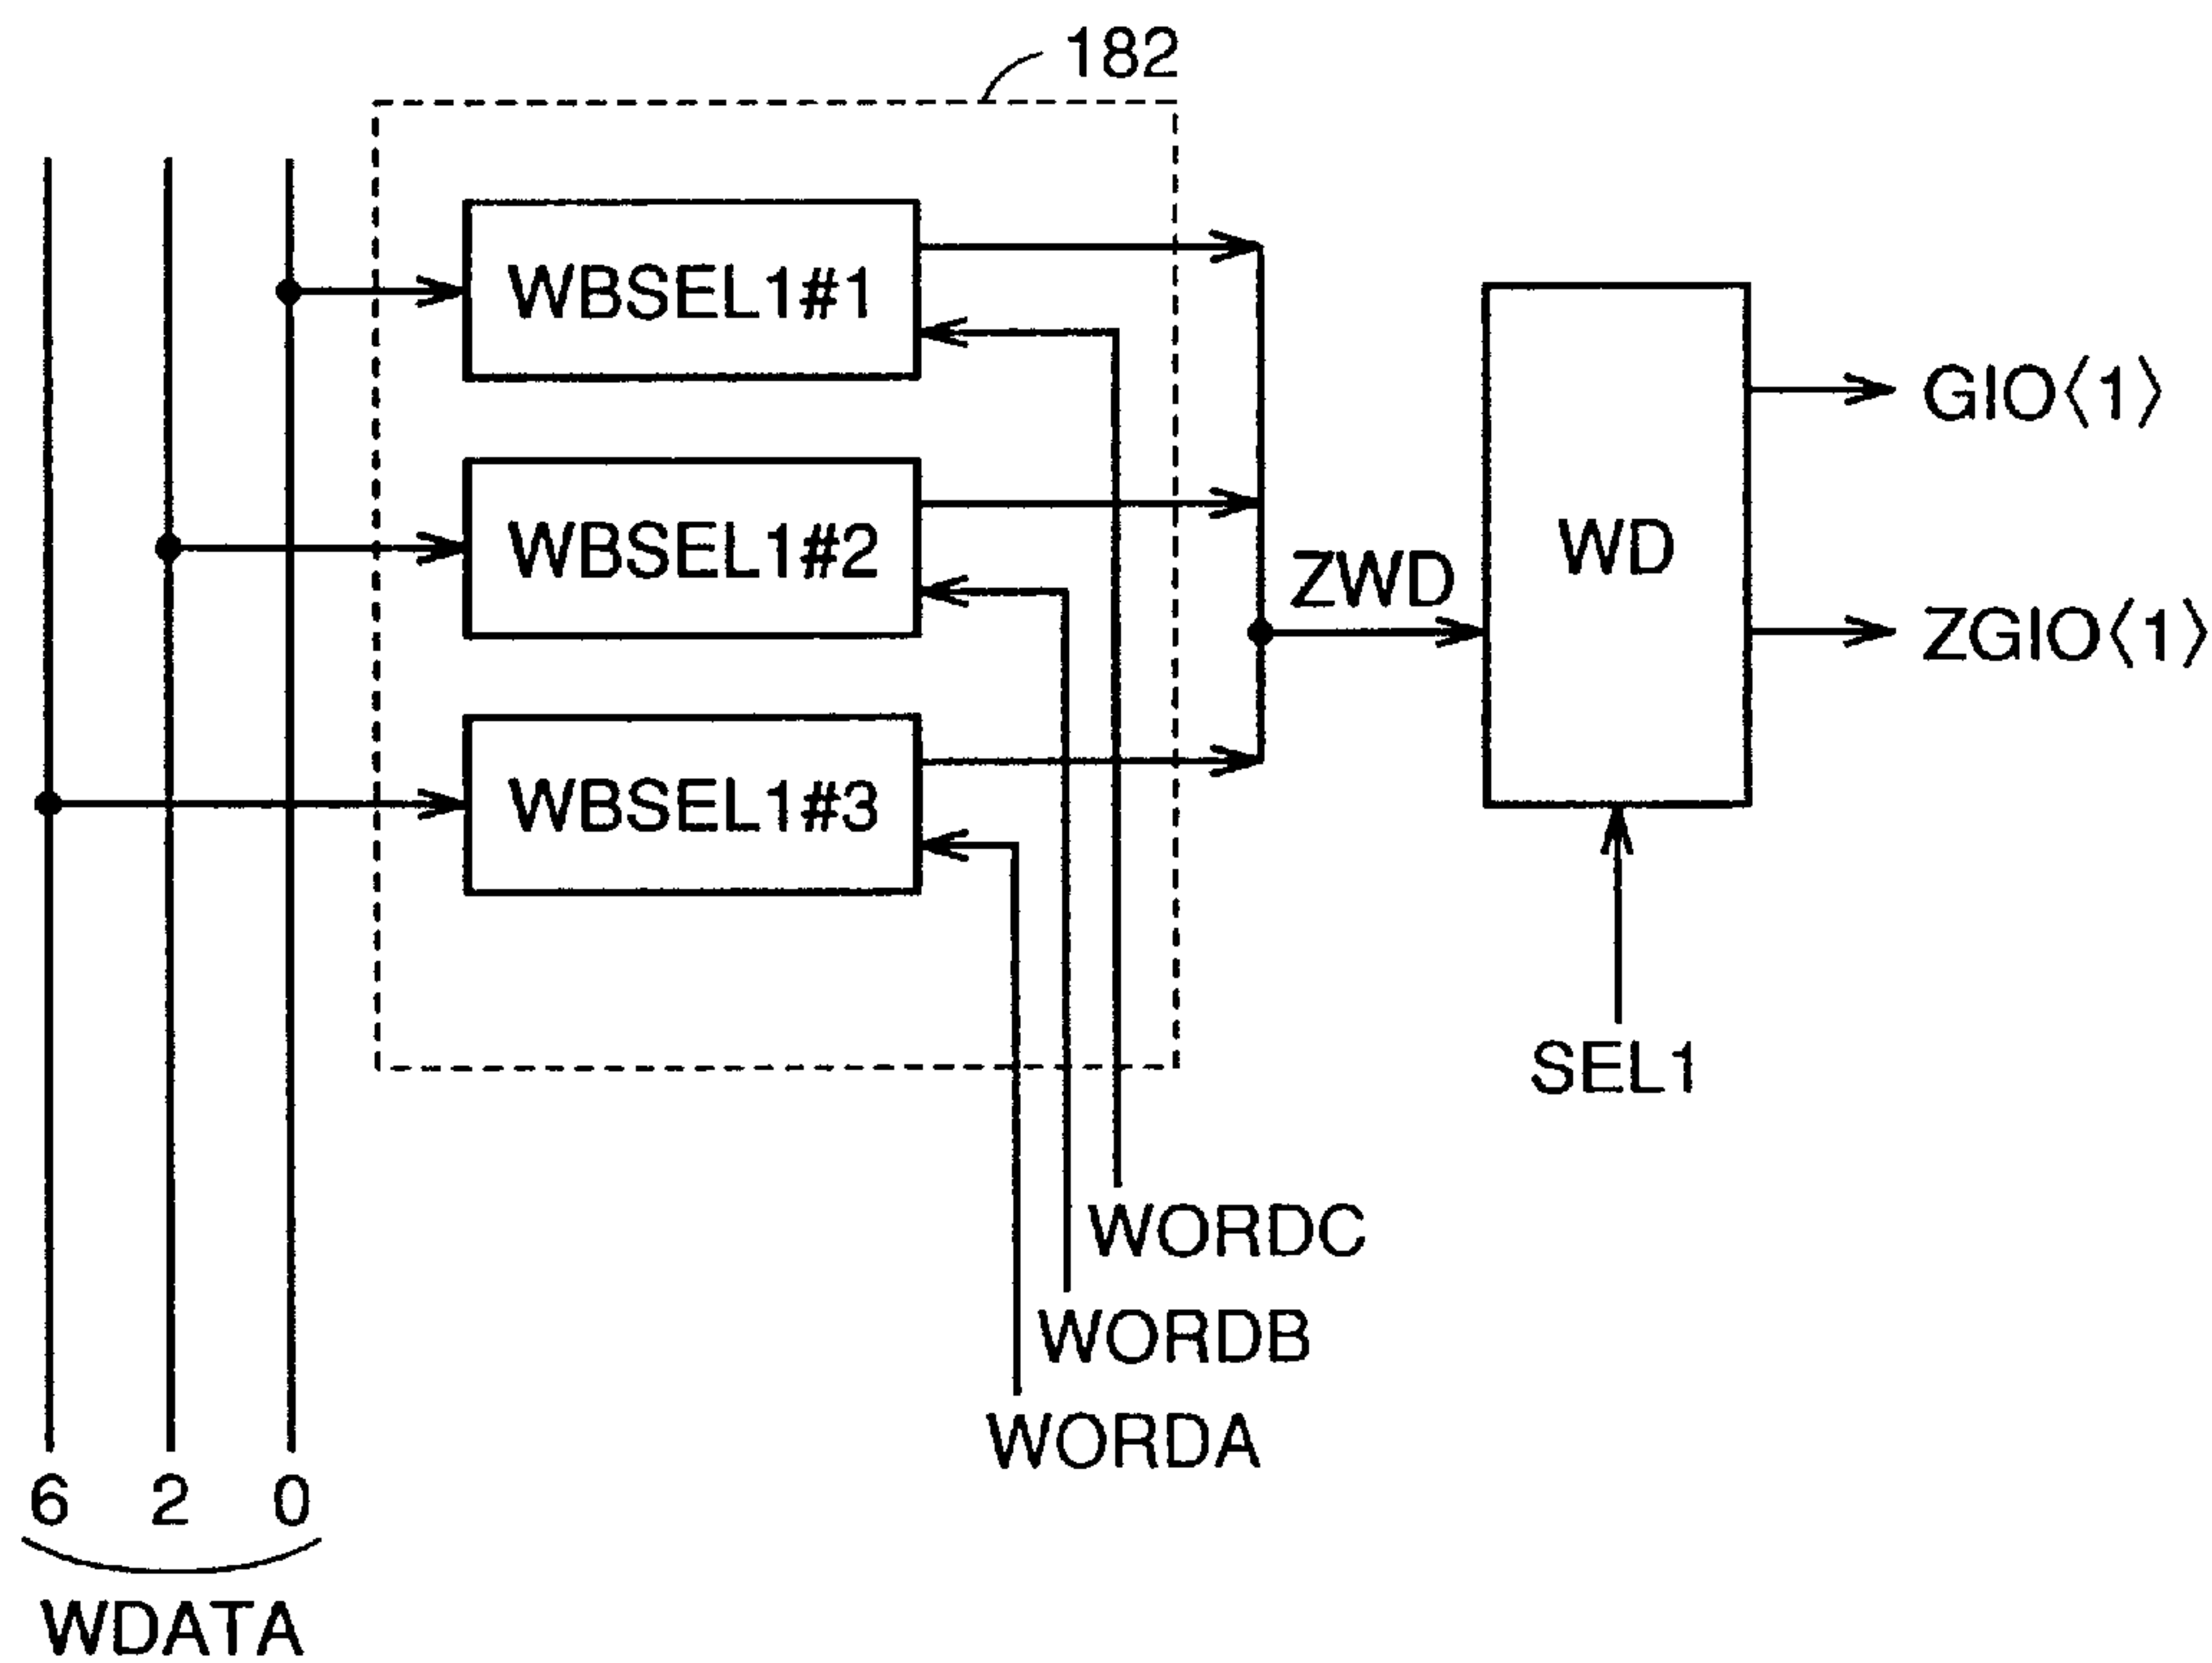 182
WBSEL1#1
GIO⟨1⟩
WBSEL1#2
WD
ZWD
ZGIO⟨1⟩
WBSEL1#3
SEL1
WORDC
WORDB
WORDA
6 2 0
WDATA